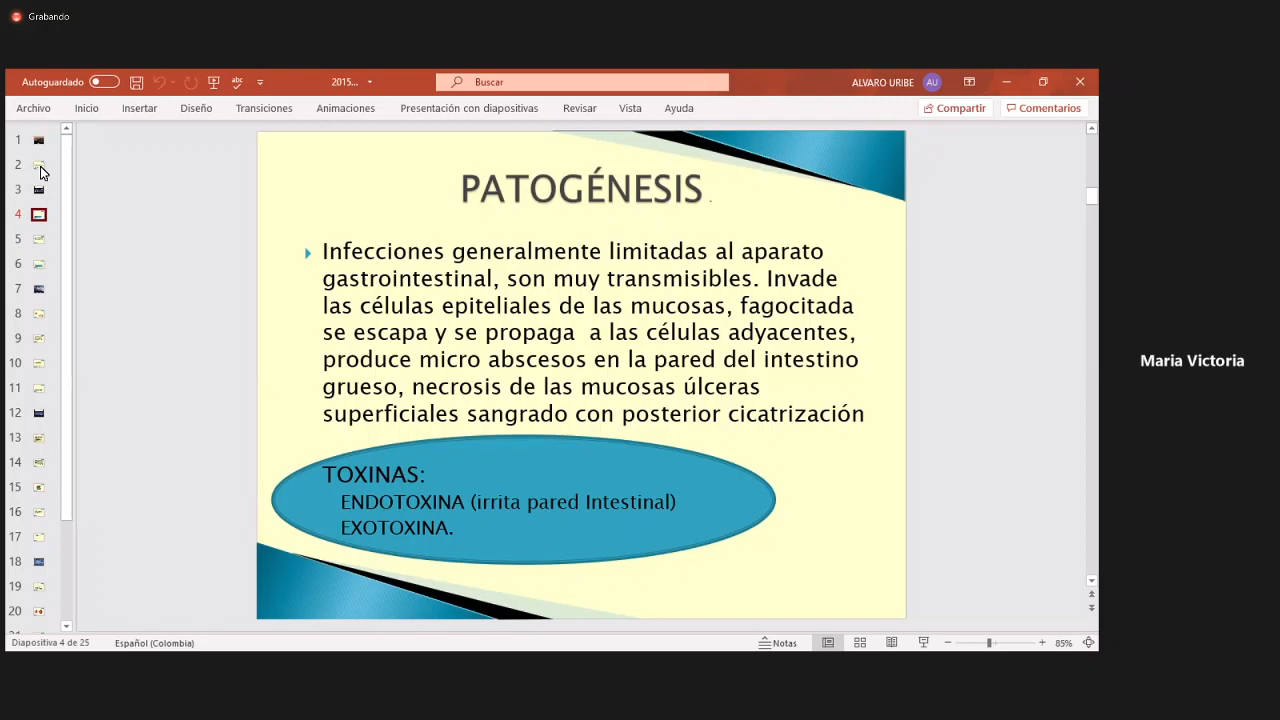 Grabando
Autoguardado
abc
2015...
Buscar
ALVARO URIBE
AU
Archivo
Inicio
Insertar
Diseño
Transiciones
Animaciones
Presentación con diapositivas
Revisar
Vista
Ayuda
Compartir
Comentarios
1
2
3
4
5
6
7
8
9
10
11
12
13
14
15
16
17
18
19
20
PATOGÉNESIS .
Infecciones generalmente limitadas al aparato
gastrointestinal, son muy transmisibles. Invade
las células epiteliales de las mucosas, fagocitada
se escapa y se propaga a las células adyacentes,
produce micro abscesos en la pared del intestino
grueso, necrosis de las mucosas úlceras
superficiales sangrado con posterior cicatrización
TOXINAS:
ENDOTOXINA (irrita pared Intestinal)
EXOTOXINA.
Maria Victoria
Diapositiva 4 de 25
Español (Colombia)
Notas
85%